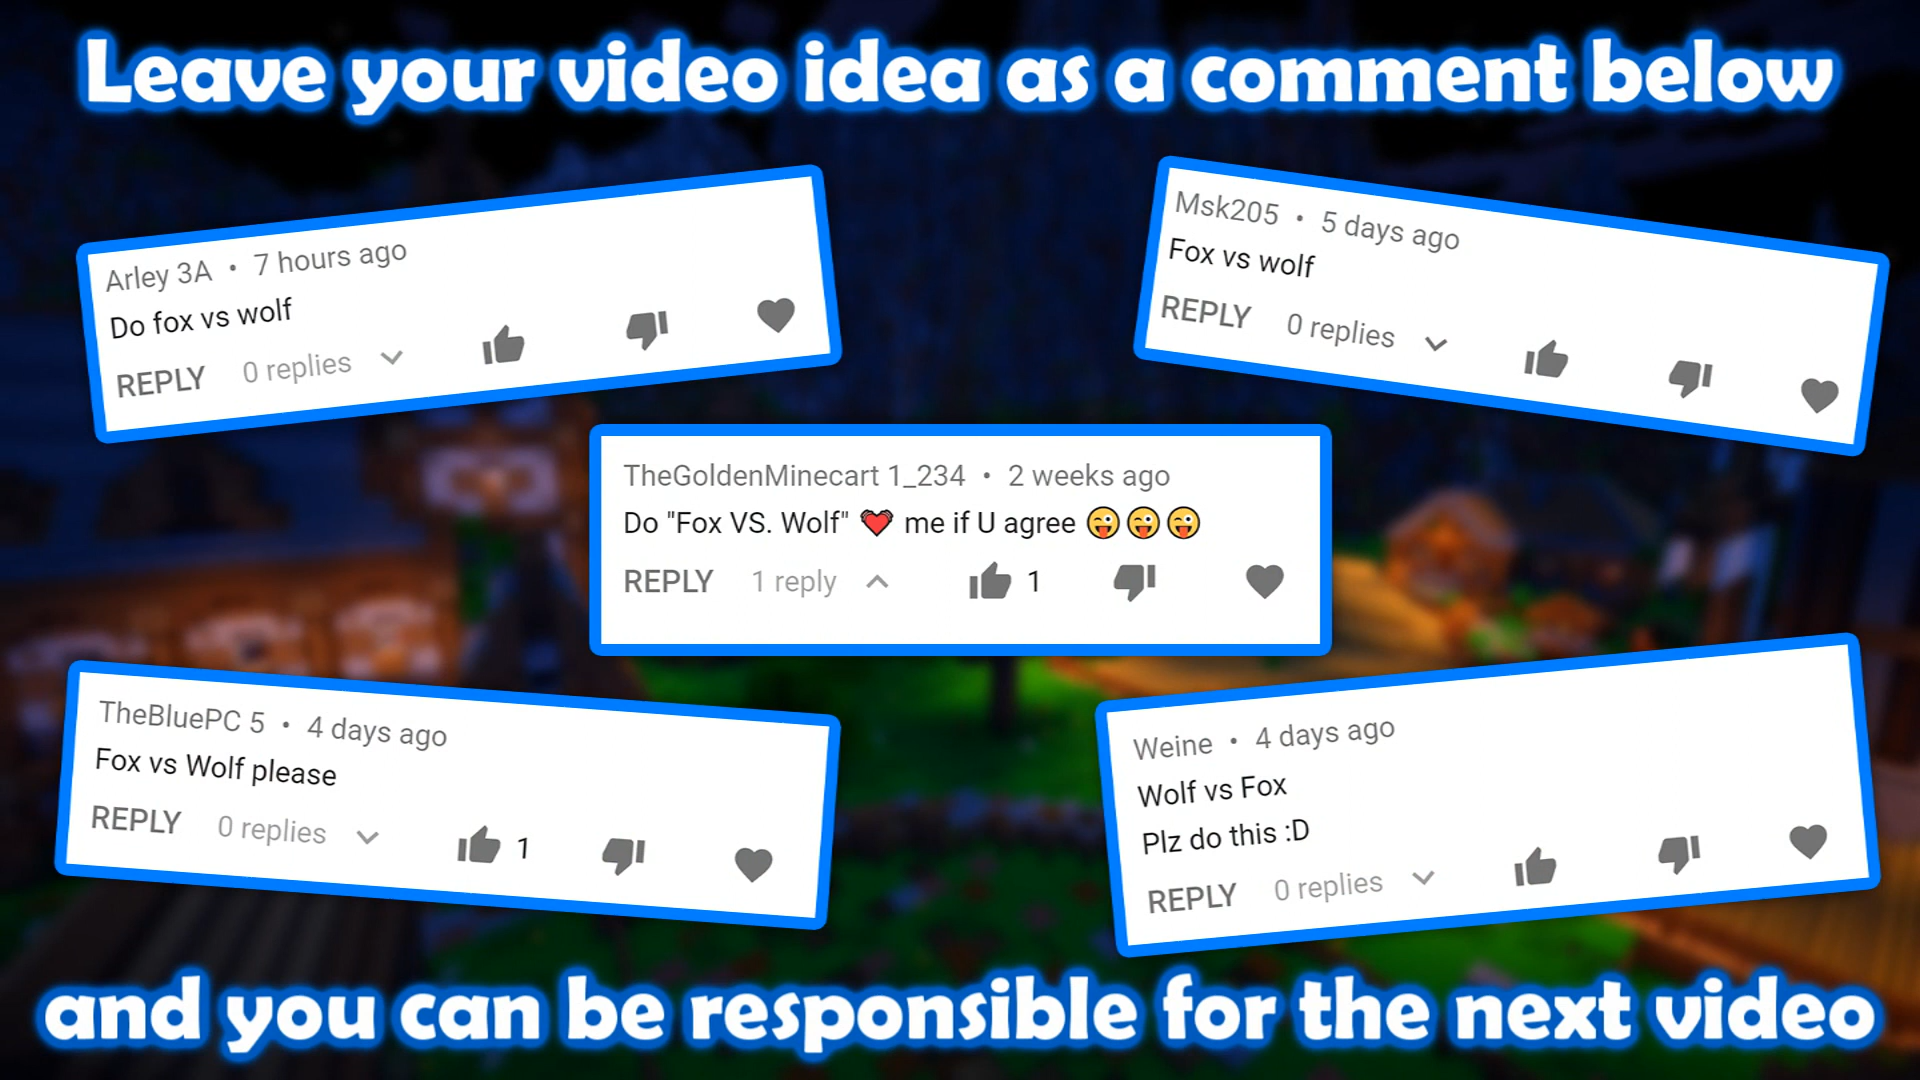 Leave your video idea as a comment below
Arley 3A • 7 hours ago
Do fox vs wolf
REPLY 0 replies
Msk205 • 5 days ago
Fox vs wolf
REPLY 0 replies
TheGoldenMinecart 1_234 • 2 weeks ago
Do "Fox VS. Wolf" 💓 me if U agree 😜😜😜
REPLY 1 reply 1
TheBluePC 5 • 4 days ago
Fox vs Wolf please
REPLY 0 replies 1
Weine • 4 days ago
Wolf vs Fox
Plz do this :D
REPLY 0 replies
and you can be responsible for the next video